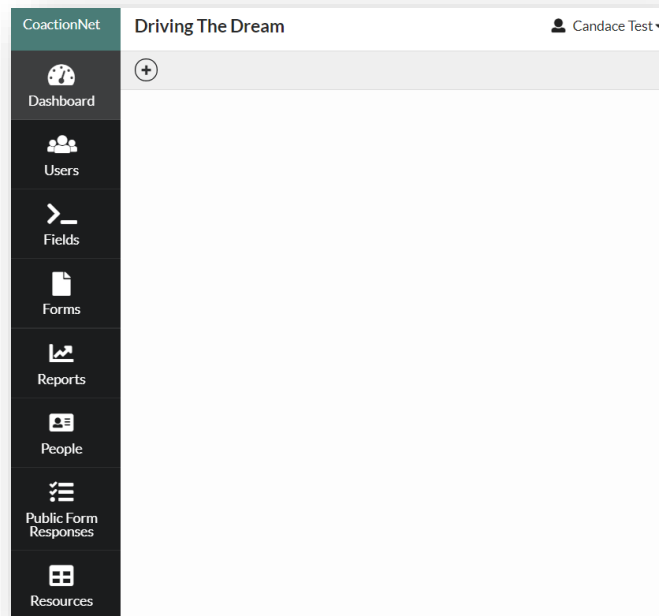 CoactionNet
Driving The Dream
Candace Test
Dashboard
Users
Fields
Forms
Reports
People
Public Form
Responses
Resources